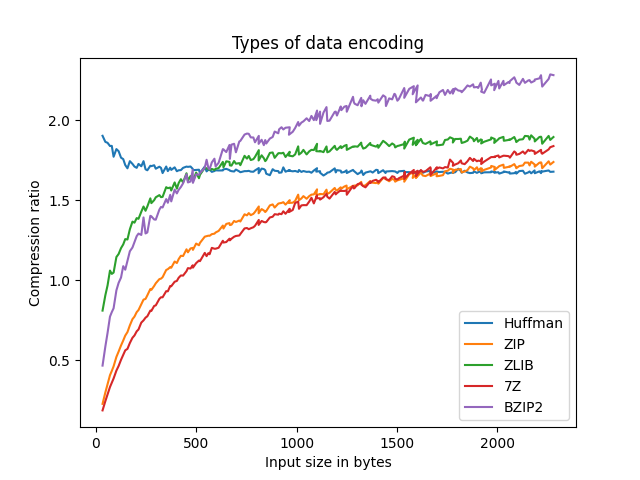 Types of data encoding
Compression ratio
2.0
1.5
1.0
0.5
0
500
1000
1500
2000
Input size in bytes
Huffman
ZIP
ZLIB
7Z
BZIP2